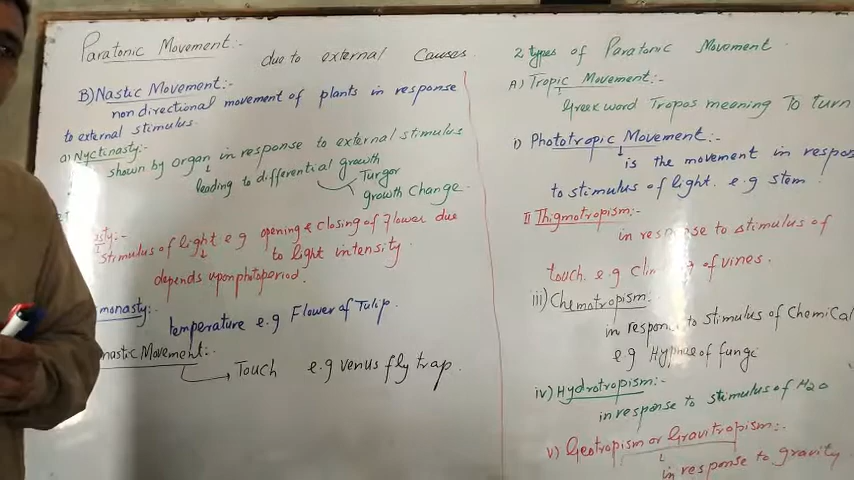 Paratonic Movement:-
due to external Causes.
B) Nastic Movement:-
non directional movement of plants in response
to external stimulus.
a) Nyctinasty:-
shown by organ in response to external stimulus
leading to differential growth
Turgor
growth Change.
sty:-
stimulus of light e g opening & closing of flower due
to light intensity
depends upon photoperiod.
monasty:-
temperature e.g Flower of Tulip.
nastic Movement:-
Touch e.g venus fly trap.
2 types of Paratonic Movement.
A) Tropic Movement:-
Greek word Tropos meaning To turn
i) Phototropic Movement:-
is the movement in respos
to stimulus of light. e.g stem.
II Thigmotropism:-
in response to stimulus of
touch. e.g of vines.
iii) Chemotropism:-
in response to stimulus of Chemical
e g of fungi
iv) Hydrotropism:-
in response to stimulus of H2O
v) Geotropism or Gravitropism:.
in response to gravity